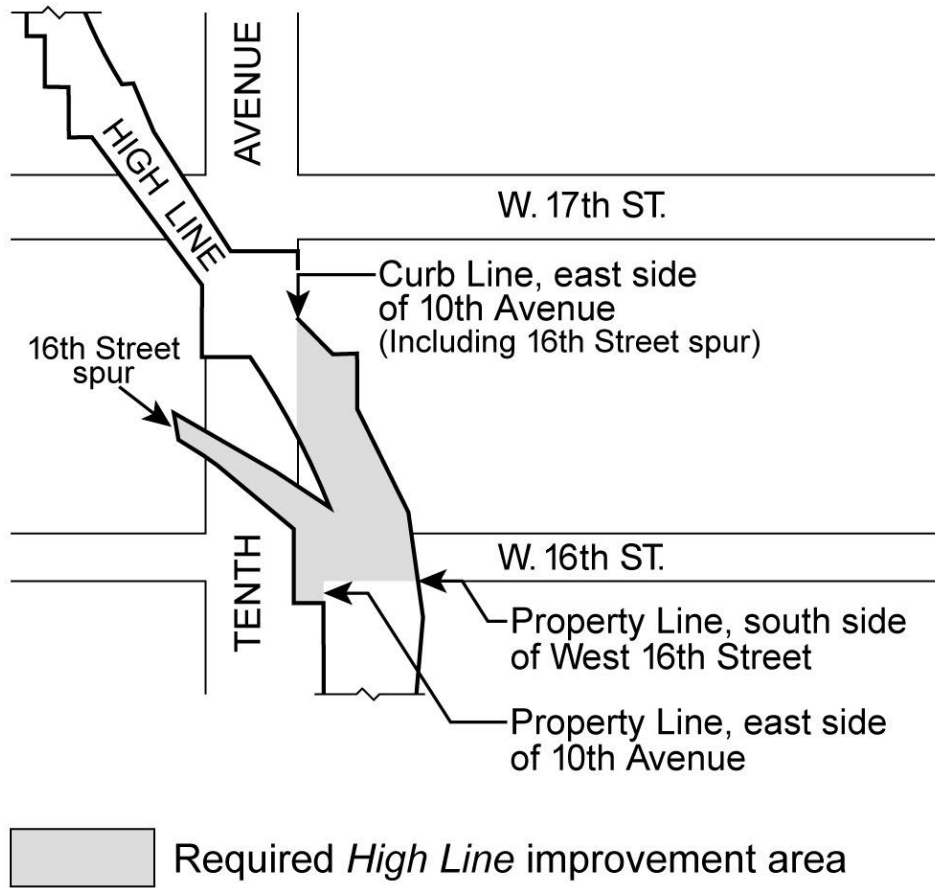 AVENUE
HIGH LINE
W. 17th ST.
Curb Line, east side
of 10th Avenue
(Including 16th Street spur)
16th Street
spur
TENTH
W. 16th ST.
Property Line, south side
of West 16th Street
Property Line, east side
of 10th Avenue
Required High Line improvement area